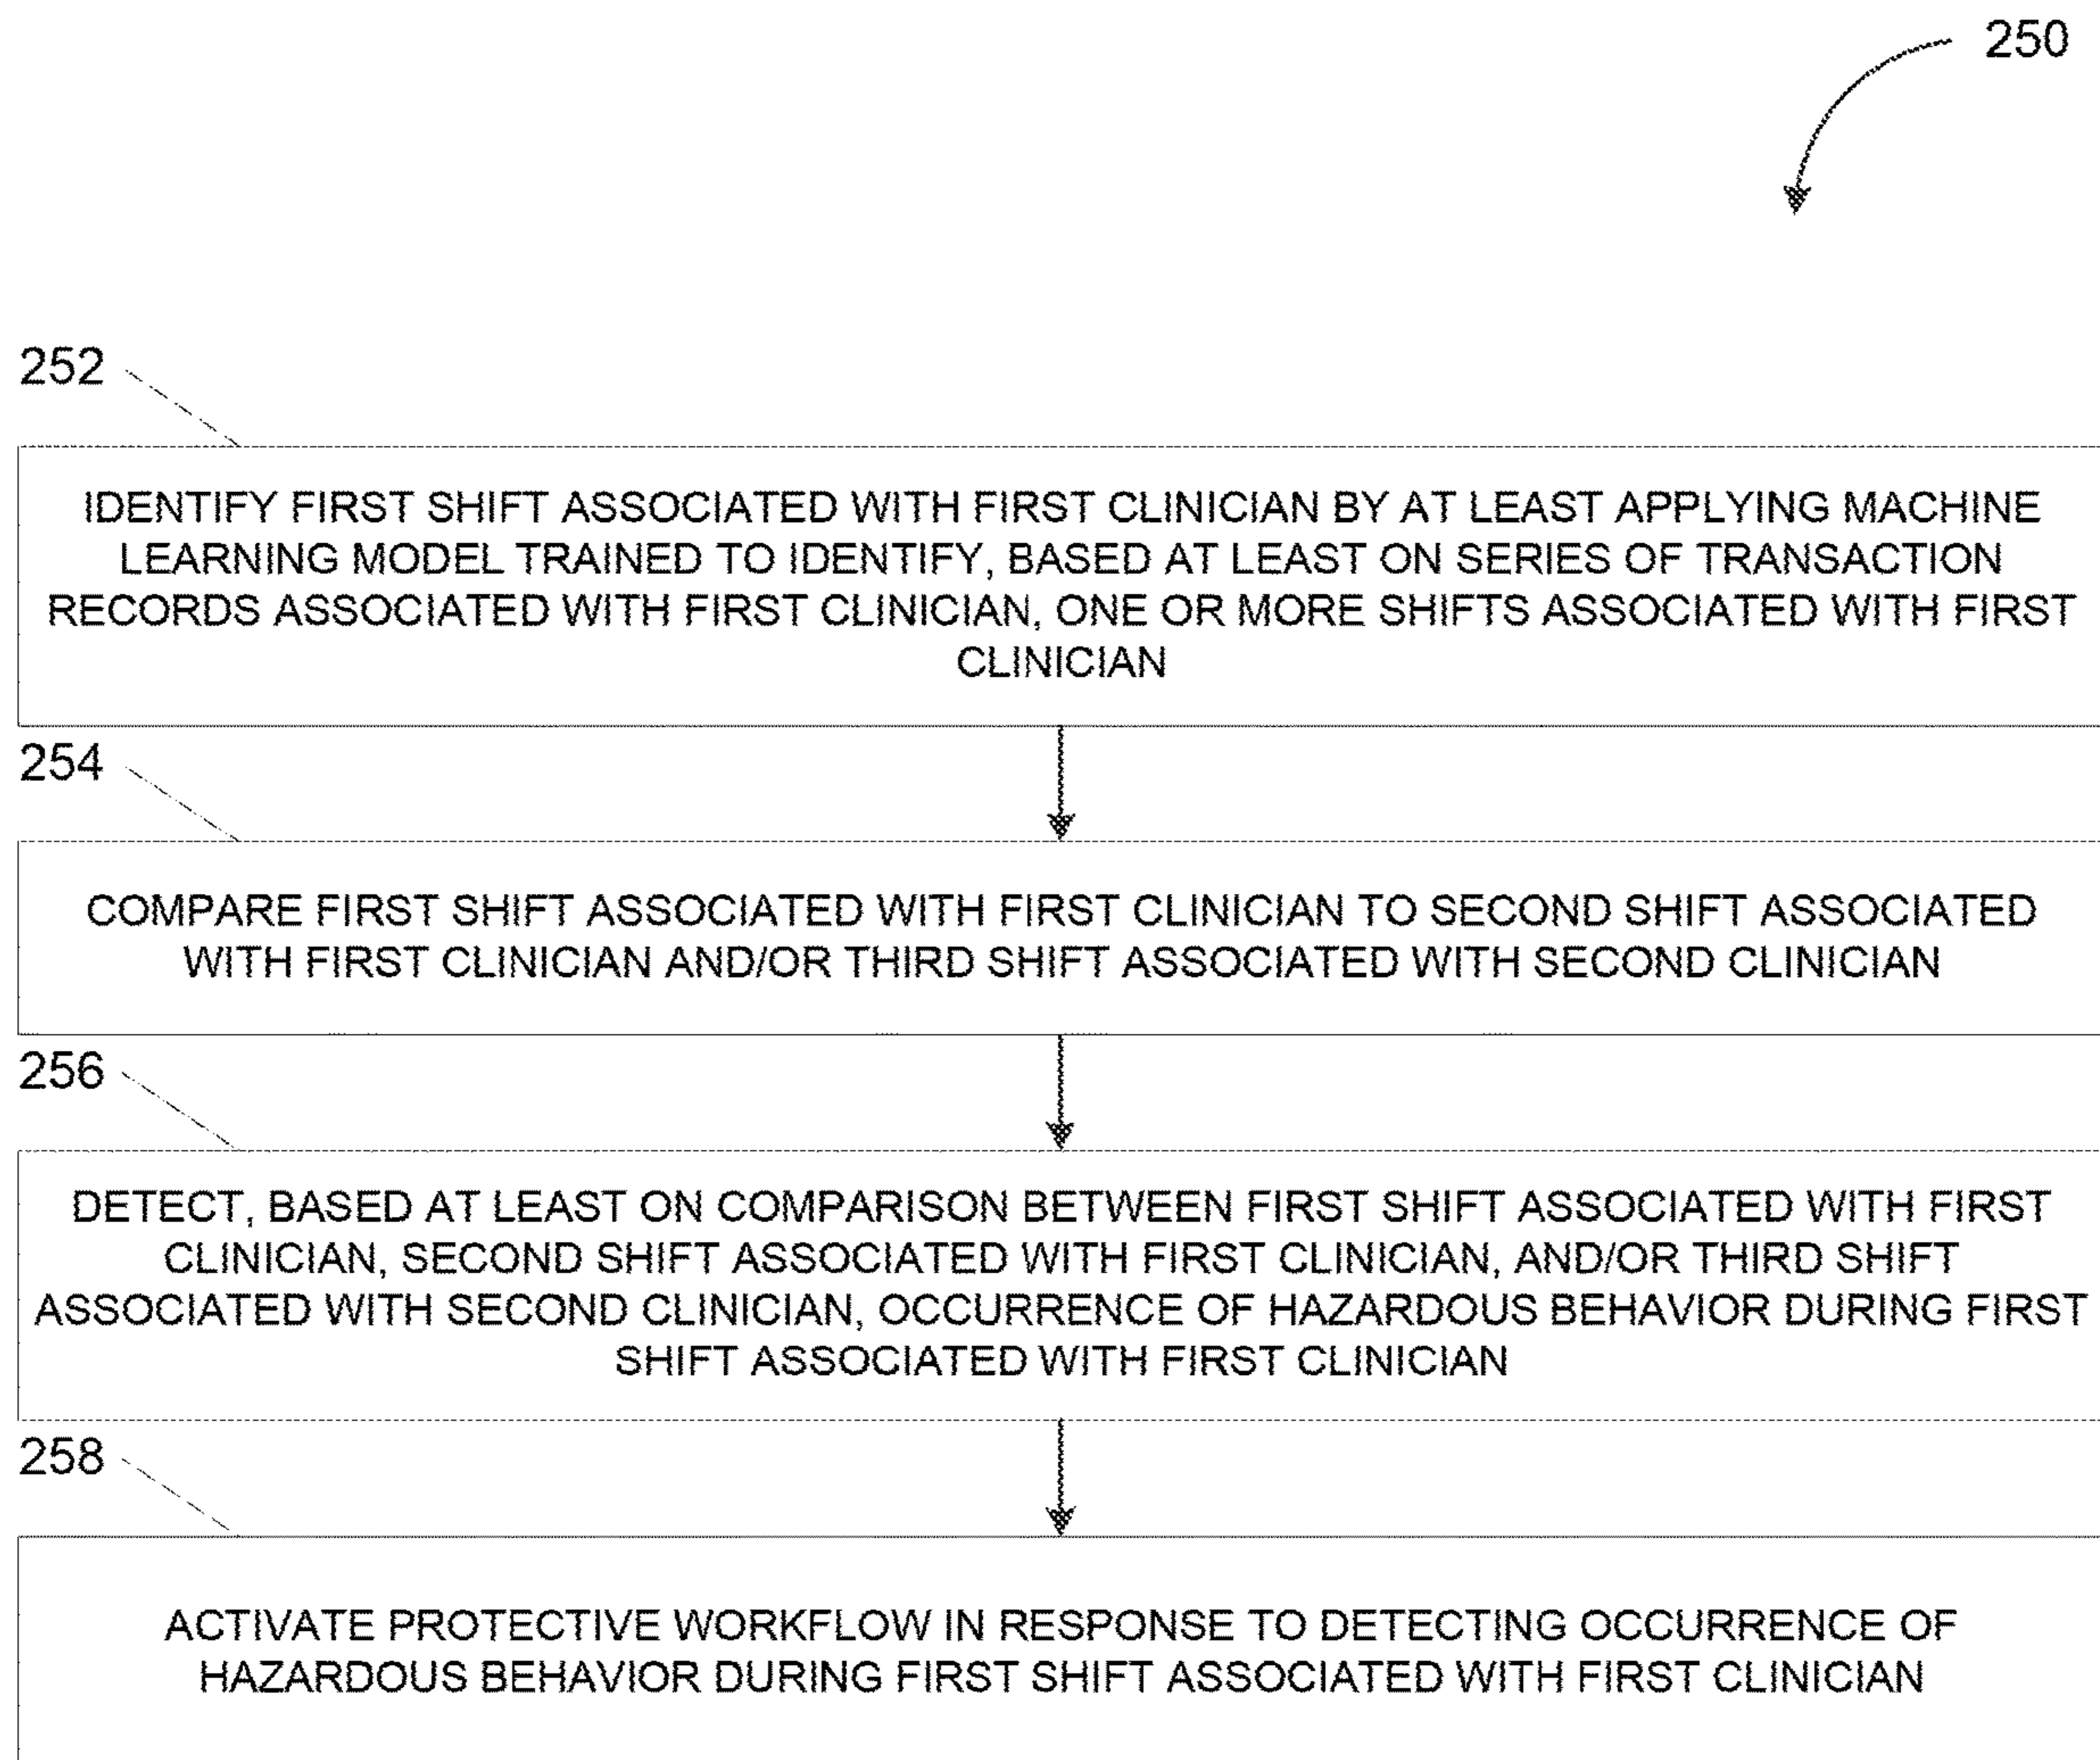 250
252
IDENTIFY FIRST SHIFT ASSOCIATED WITH FIRST CLINICIAN BY AT LEAST APPLYING MACHINE
LEARNING MODEL TRAINED TO IDENTIFY, BASED AT LEAST ON SERIES OF TRANSACTION
RECORDS ASSOCIATED WITH FIRST CLINICIAN, ONE OR MORE SHIFTS ASSOCIATED WITH FIRST
CLINICIAN
254
COMPARE FIRST SHIFT ASSOCIATED WITH FIRST CLINICIAN TO SECOND SHIFT ASSOCIATED
WITH FIRST CLINICIAN AND/OR THIRD SHIFT ASSOCIATED WITH SECOND CLINICIAN
256
DETECT, BASED AT LEAST ON COMPARISON BETWEEN FIRST SHIFT ASSOCIATED WITH FIRST
CLINICIAN, SECOND SHIFT ASSOCIATED WITH FIRST CLINICIAN, AND/OR THIRD SHIFT
ASSOCIATED WITH SECOND CLINICIAN, OCCURRENCE OF HAZARDOUS BEHAVIOR DURING FIRST
SHIFT ASSOCIATED WITH FIRST CLINICIAN
258
ACTIVATE PROTECTIVE WORKFLOW IN RESPONSE TO DETECTING OCCURRENCE OF
HAZARDOUS BEHAVIOR DURING FIRST SHIFT ASSOCIATED WITH FIRST CLINICIAN